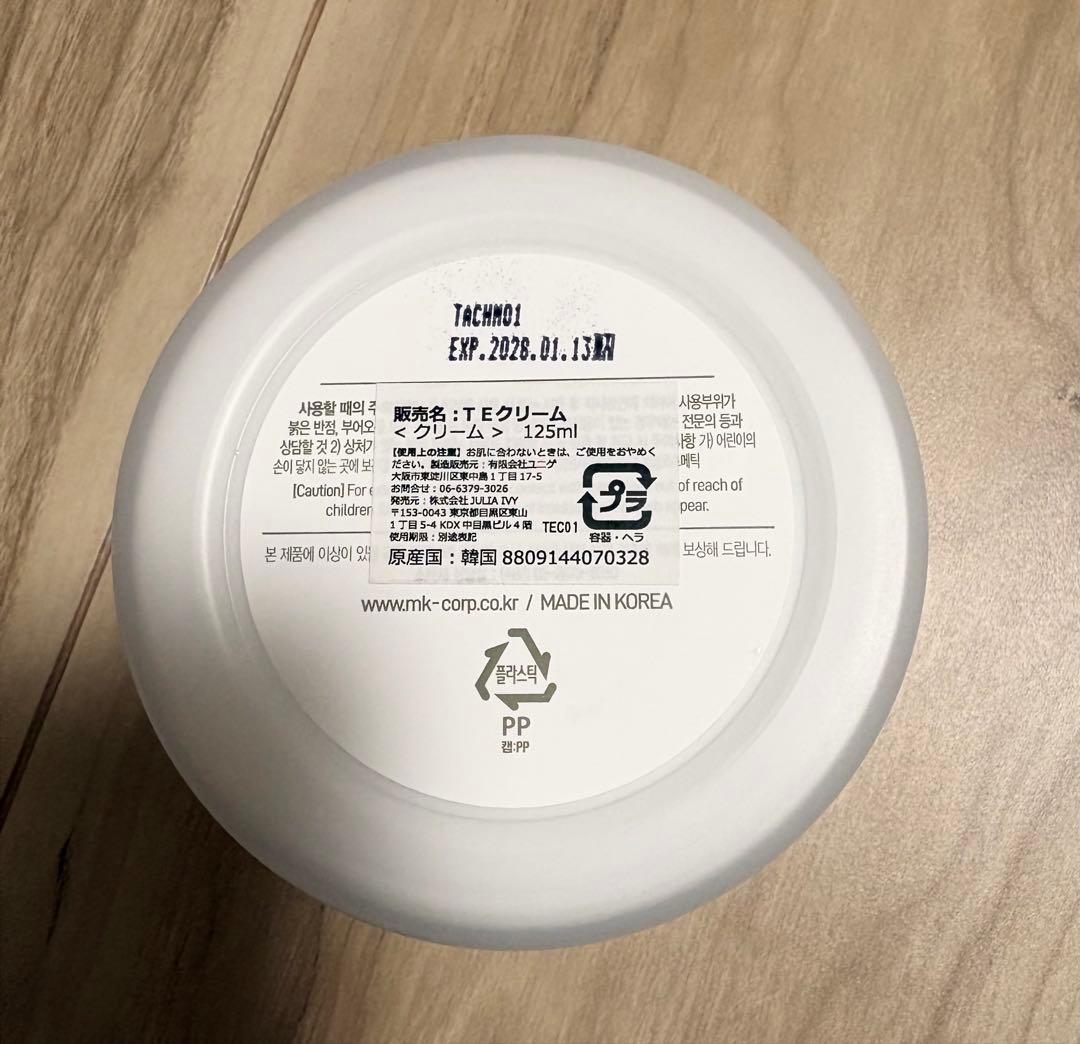 TACHM01
EXP.2026.01.13
사용할 때의 주 사용부위가
붉은 반점, 부어오 전문의 등과
상담할 것 2) 상처가 사항 가) 어린이의
손이 닿지 않는 곳에 보 스메틱
[Caution] For e of reach of
children pear.
본 제품에 이상이 있 보상해 드립니다.
販売名：ＴＥクリーム
＜クリーム＞ 125ml
【使用上の注意】お肌に合わないときは、ご使用をおやめく
ださい。製造販売元：有限会社ユニゲ
大阪市東淀川区東中島１丁目17-5
お問合せ：06-6379-3026
発売元：株式会社JULIA IVY
〒153-0043 東京都目黒区東山
１丁目5-4 KDX 中目黒ビル４階 TEC01
使用期限：別途表記
プラ
容器・ヘラ
原産国：韓国 8809144070328
www.mk-corp.co.kr / MADE IN KOREA
플라스틱
PP
캡:PP